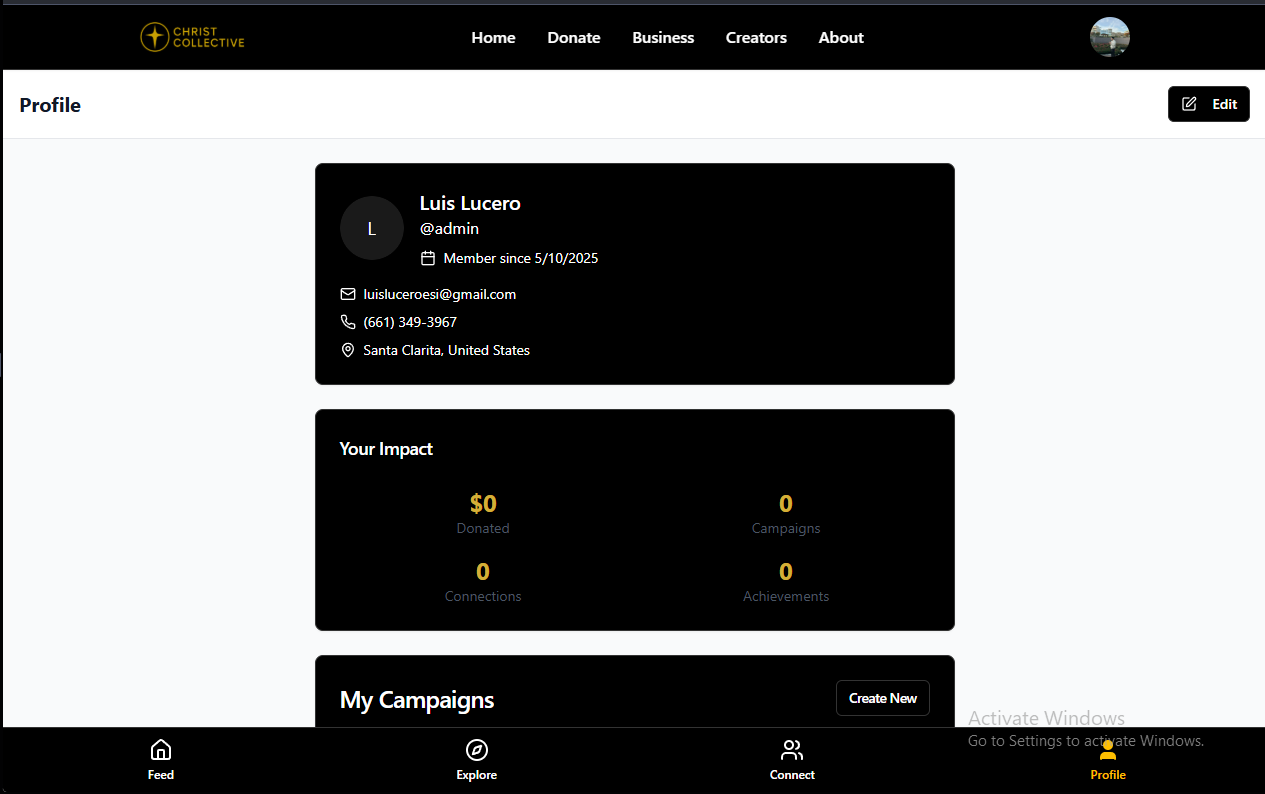 CHRIST
COLLECTIVE
Home Donate Business Creators About
Profile
Edit
L
Luis Lucero
@admin
Member since 5/10/2025
luisluceroesi@gmail.com
(661) 349-3967
Santa Clarita, United States
Your Impact
$0 0
Donated Campaigns
0 0
Connections Achievements
My Campaigns
Create New
Activate Windows
Go to Settings to activate Windows.
Feed Explore Connect Profile